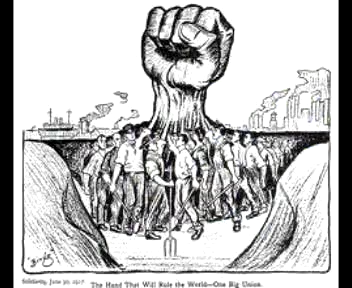 Solidarity, June 30, 1917
The Hand That Will Rule the World—One Big Union.